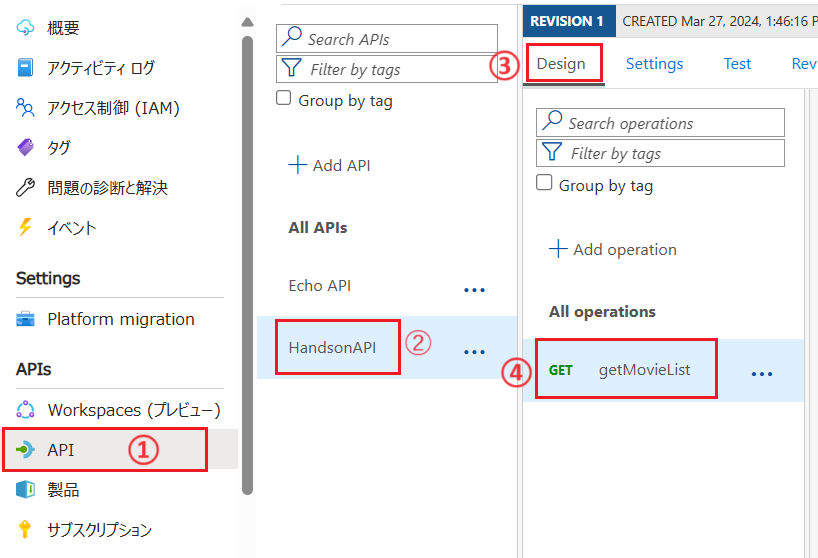 概要
アクティビティ ログ
アクセス制御 (IAM)
タグ
問題の診断と解決
イベント
Settings
Platform migration
APIs
Workspaces (プレビュー)
API ①
製品
サブスクリプション
Search APIs
Filter by tags
Group by tag
Add API
All APIs
Echo API ...
HandsonAPI ② ...
REVISION 1 CREATED Mar 27, 2024, 1:46:16 P
③ Design Settings Test Rev
Search operations
Filter by tags
Group by tag
Add operation
All operations
④ GET getMovieList ...